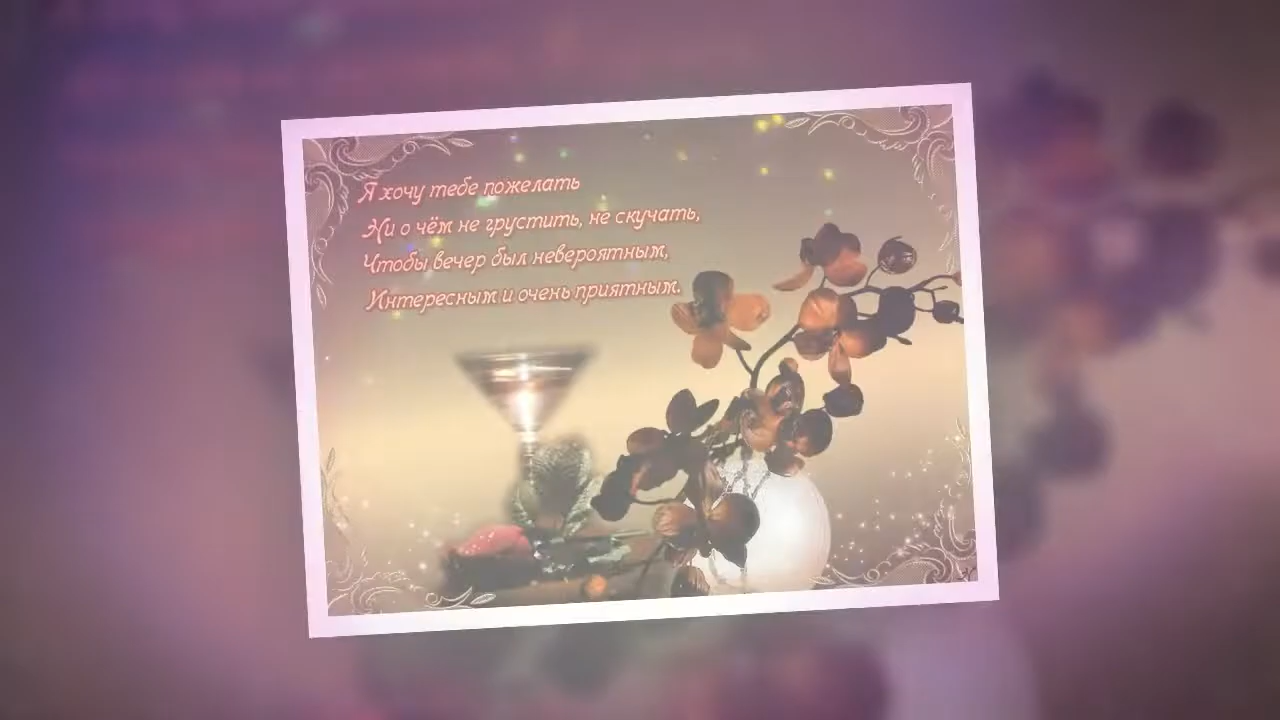 Я хочу тебе пожелать
Ни о чём не грустить, не скучать,
Чтобы вечер был невероятным,
Интересным и очень приятным.